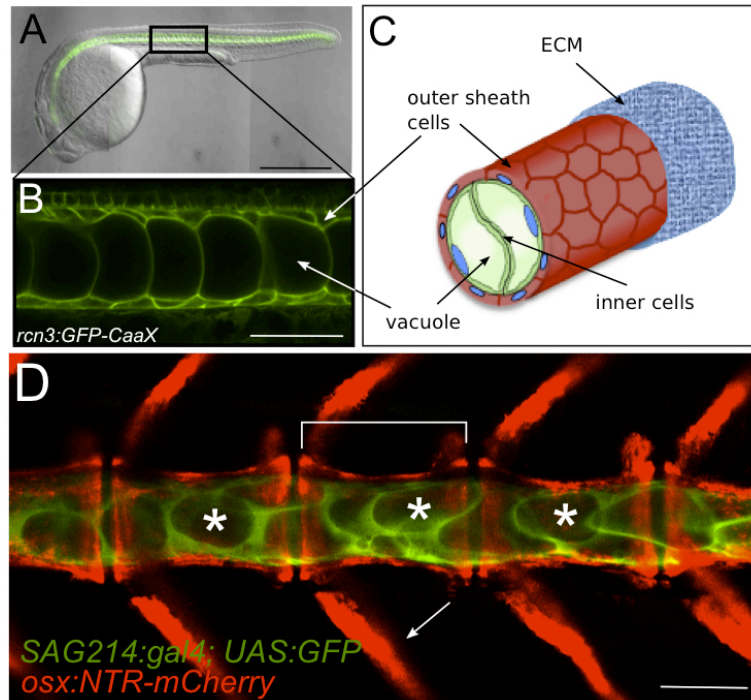 A
B
rcn3:GFP-CaaX
C
ECM
outer sheath
cells
inner cells
vacuole
D
* * *
SAG214:gal4; UAS:GFP
osx:NTR-mCherry